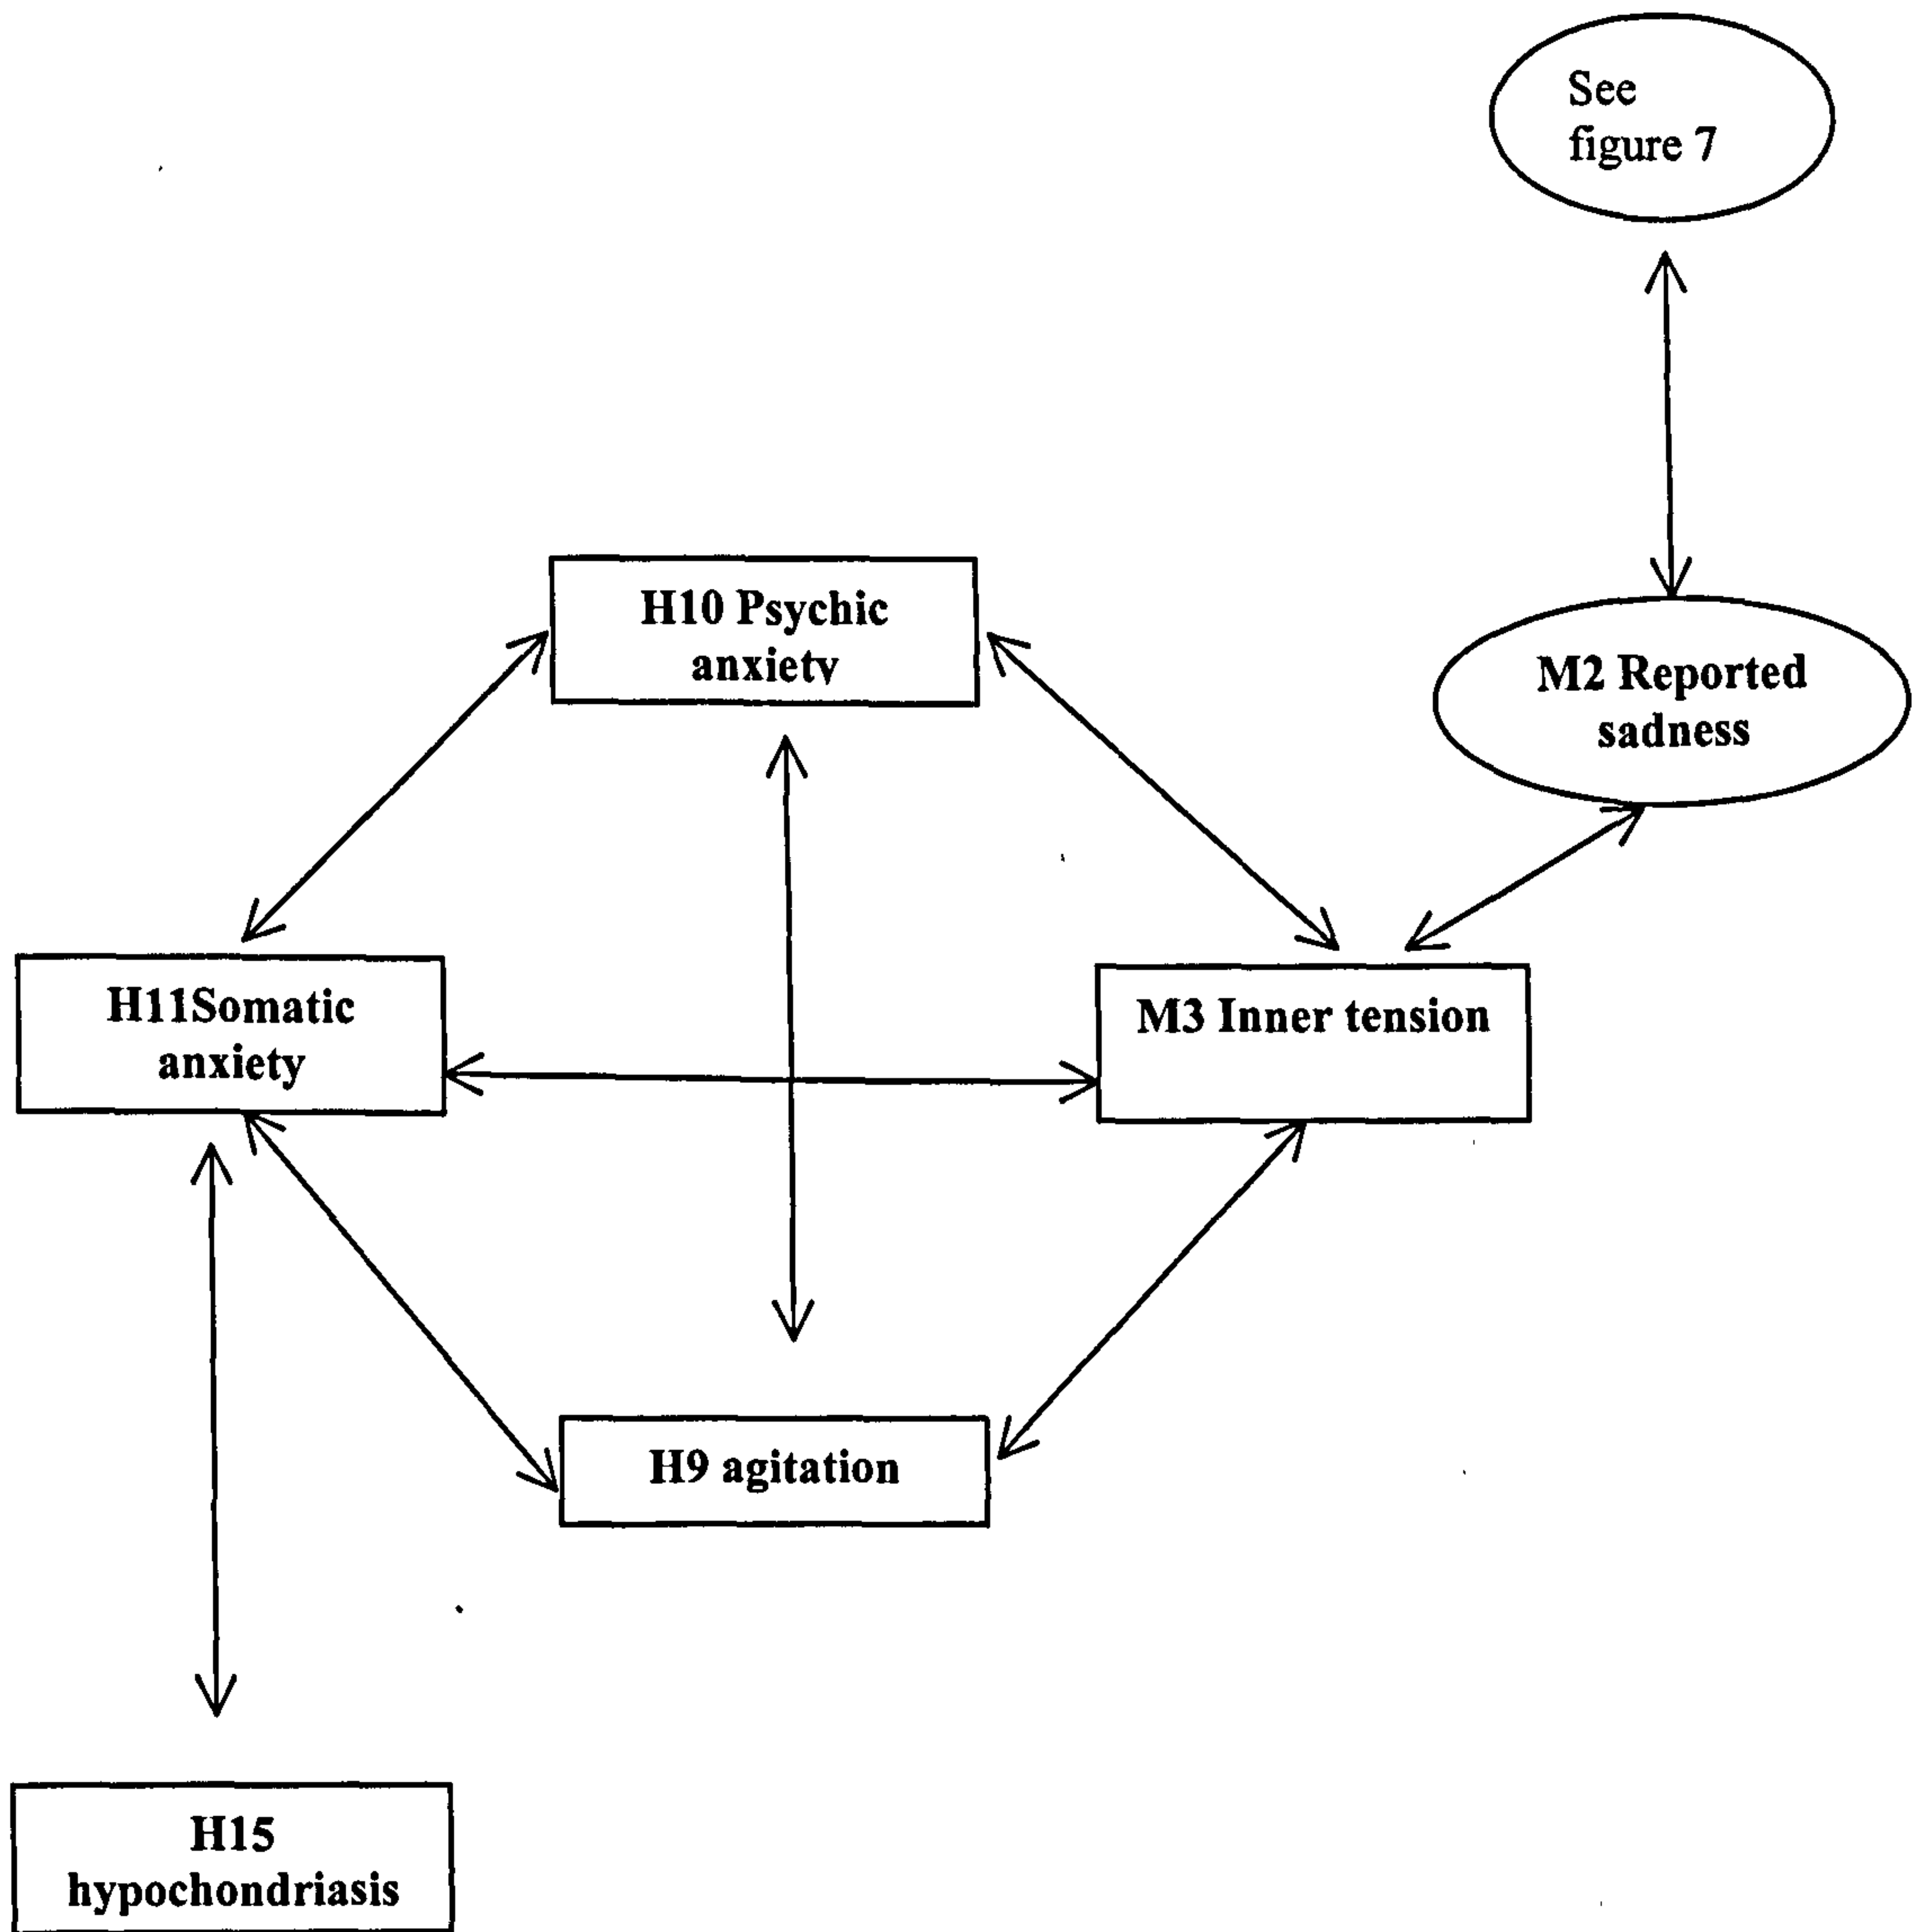 See
figure 7
H10 Psychic
anxiety
M2 Reported
sadness
H11Somatic
anxiety
M3 Inner tension
H9 agitation
H15
hypochondriasis